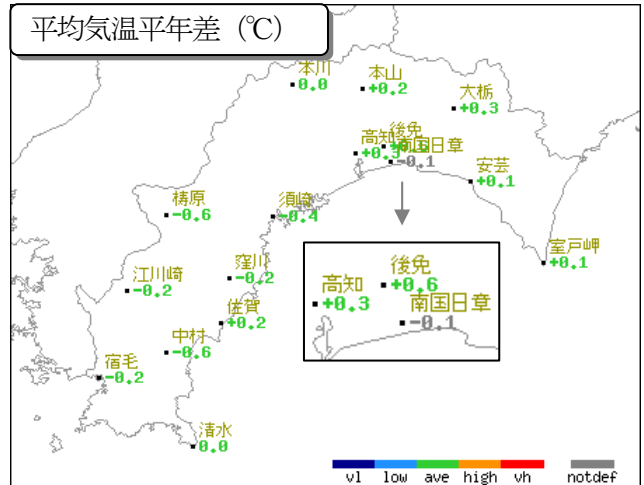 平均気温平年差(℃)
本川
0.0
本山
+0.2
大栃
+0.3
高知
+0.3
後免
南国日章
-0.1
安芸
+0.1
室戸岬
+0.1
梼原
-0.6
須崎
-0.4
窪川
-0.2
江川崎
-0.2
佐賀
+0.2
中村
-0.6
宿毛
-0.2
清水
0.0
高知
+0.3
後免
+0.6
南国日章
-0.1
vl low ave high vh notdef